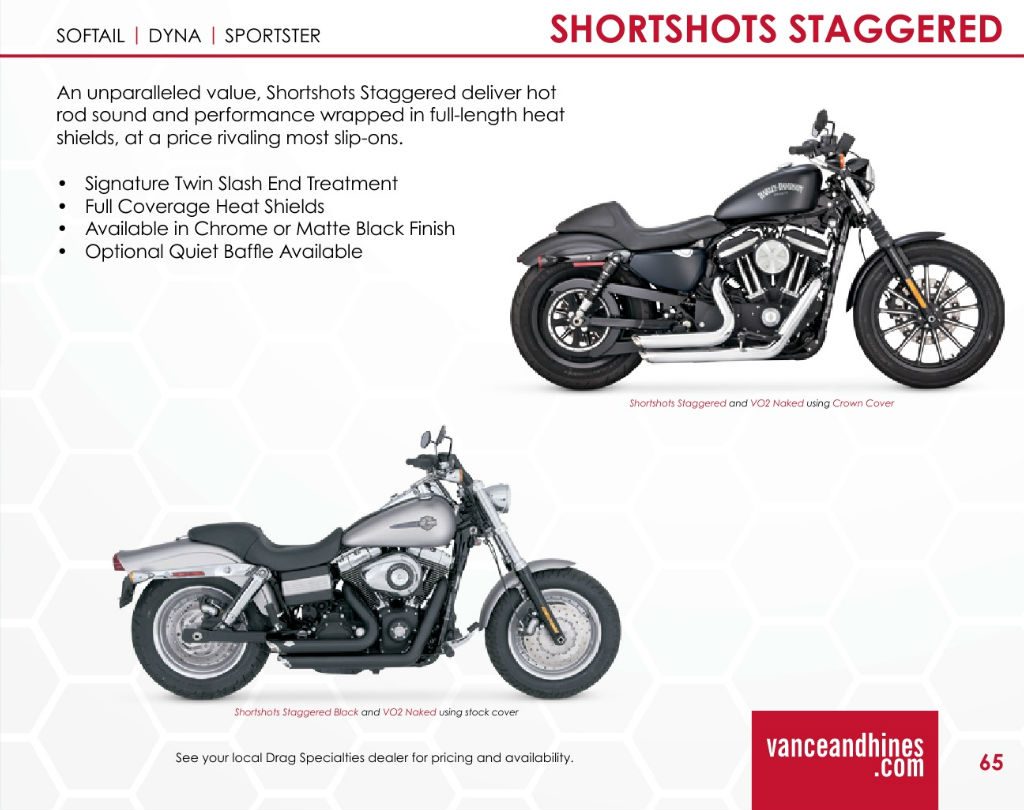 SOFTAIL | DYNA | SPORTSTER
SHORTSHOTS STAGGERED
An unparalleled value, Shortshots Staggered deliver hot
rod sound and performance wrapped in full-length heat
shields, at a price rivaling most slip-ons.
• Signature Twin Slash End Treatment
• Full Coverage Heat Shields
• Available in Chrome or Matte Black Finish
• Optional Quiet Baffle Available
HARLEY-DAVIDSON
Shortshots Staggered and VO2 Naked using Crown Cover
Shortshots Staggered Black and VO2 Naked using stock cover
See your local Drag Specialties dealer for pricing and availability.
vanceandhines
.com
65